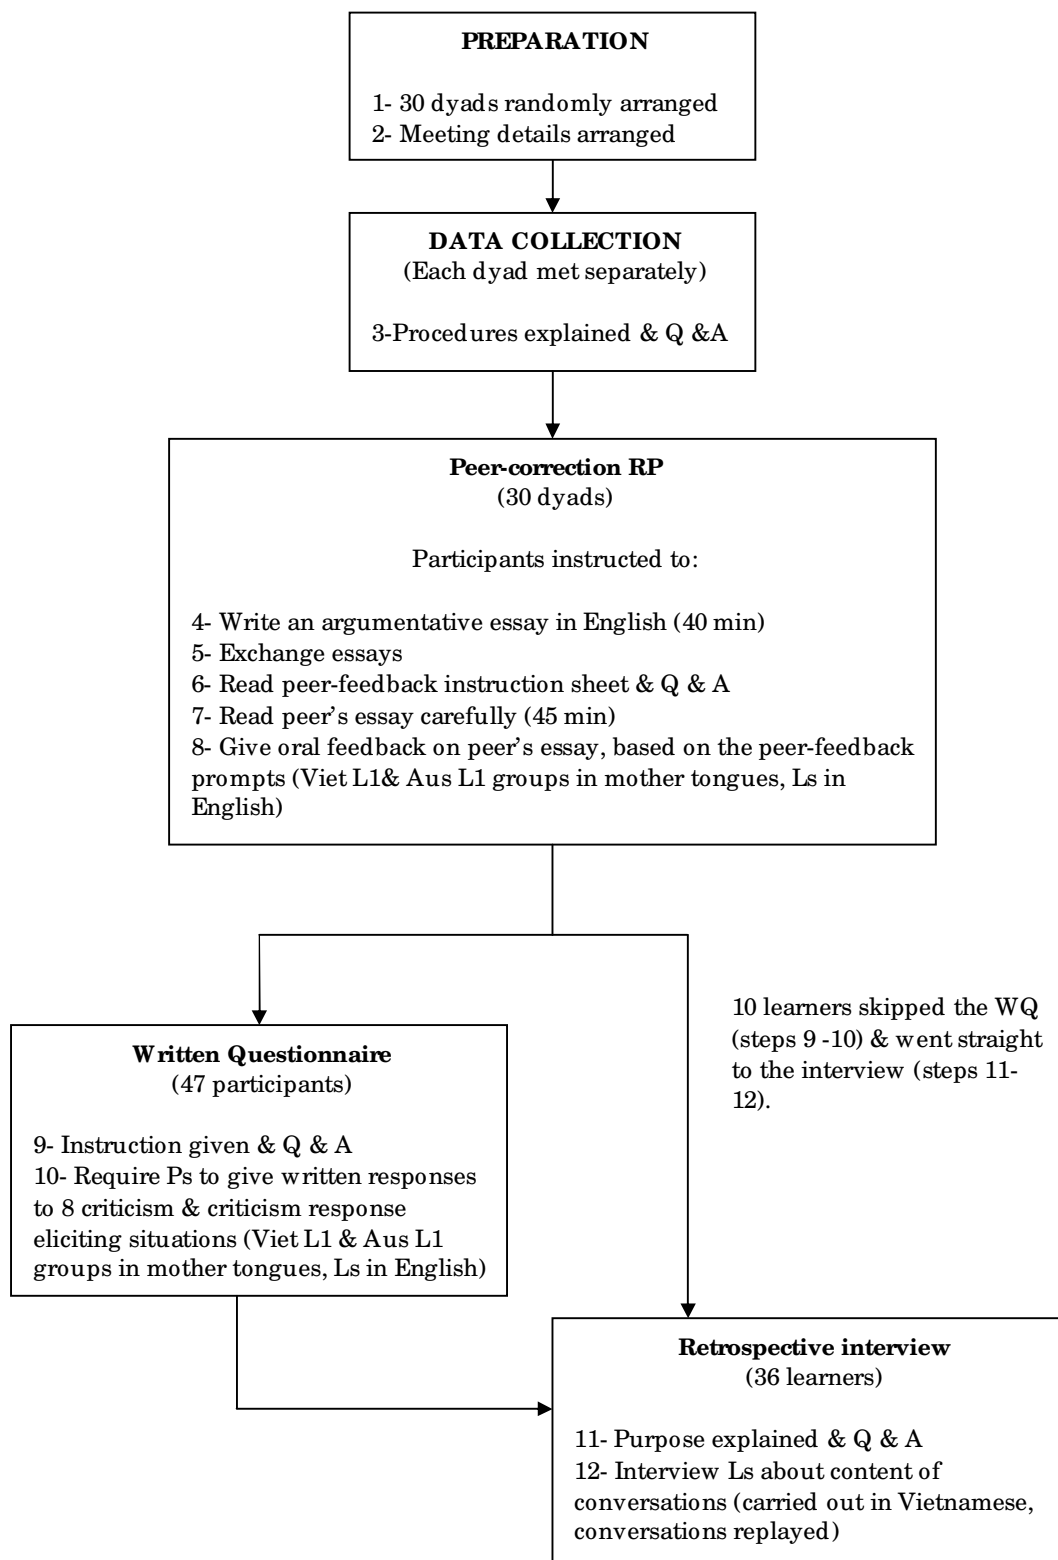 PREPARATION
1- 30 dyads randomly arranged
2- Meeting details arranged
DATA COLLECTION
(Each dyad met separately)
3-Procedures explained & Q &A
Peer-correction RP
(30 dyads)
Participants instructed to:
4- Write an argumentative essay in English (40 min)
5- Exchange essays
6- Read peer-feedback instruction sheet & Q & A
7- Read peer’s essay carefully (45 min)
8- Give oral feedback on peer’s essay, based on the peer-feedback
prompts (Viet L1& Aus L1 groups in mother tongues, Ls in
English)
10 learners skipped the WQ
(steps 9 -10) & went straight
to the interview (steps 11-
12).
Written Questionnaire
(47 participants)
9- Instruction given & Q & A
10- Require Ps to give written responses
to 8 criticism & criticism response
eliciting situations (Viet L1 & Aus L1
groups in mother tongues, Ls in English)
Retrospective interview
(36 learners)
11- Purpose explained & Q & A
12- Interview Ls about content of
conversations (carried out in Vietnamese,
conversations replayed)